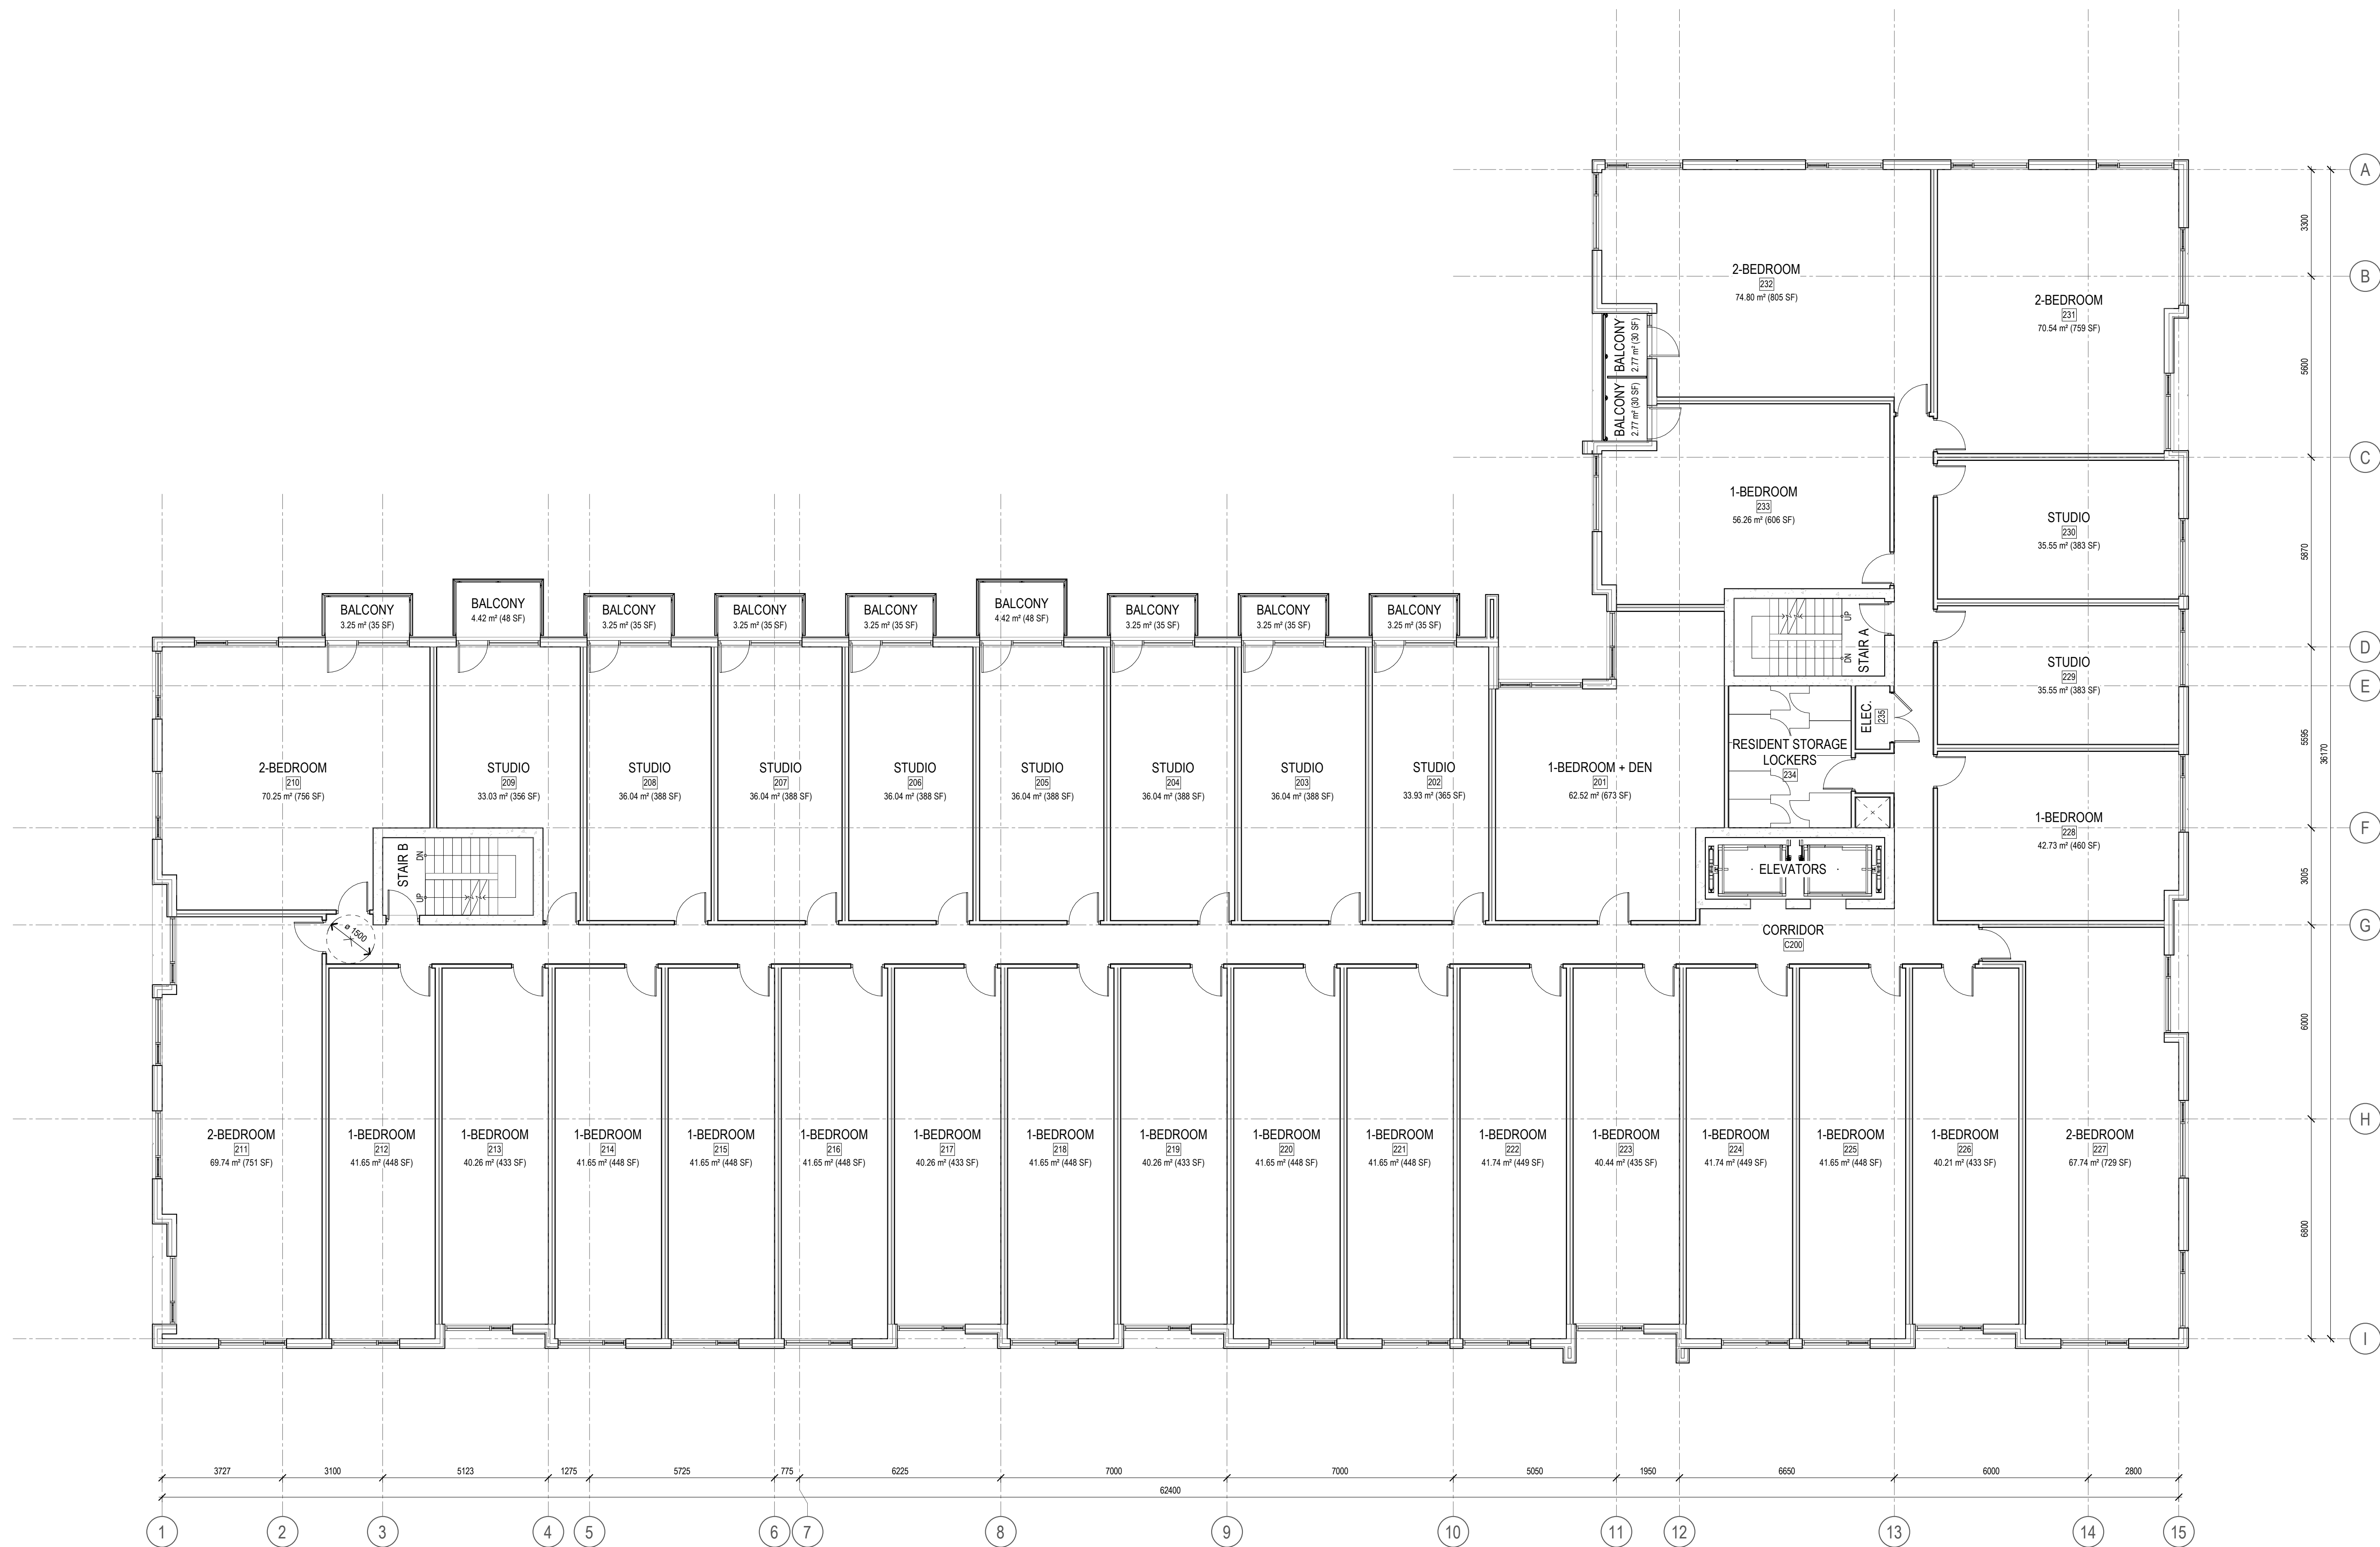 A
3300
B
2-BEDROOM
232
74.80 m² (805 SF)
2-BEDROOM
231
70.54 m² (759 SF)
BALCONY
2.77 m² (30 SF)
BALCONY
2.77 m² (30 SF)
5600
C
1-BEDROOM
233
56.26 m² (606 SF)
STUDIO
230
35.55 m² (383 SF)
5870
BALCONY
3.25 m² (35 SF)
BALCONY
4.42 m² (48 SF)
BALCONY
3.25 m² (35 SF)
BALCONY
3.25 m² (35 SF)
BALCONY
3.25 m² (35 SF)
BALCONY
4.42 m² (48 SF)
BALCONY
3.25 m² (35 SF)
BALCONY
3.25 m² (35 SF)
BALCONY
3.25 m² (35 SF)
UP
DN
STAIR A
D
STUDIO
229
35.55 m² (383 SF)
E
ELEC.
235
RESIDENT STORAGE
LOCKERS
234
5595
36170
2-BEDROOM
210
70.25 m² (756 SF)
STUDIO
209
33.03 m² (356 SF)
STUDIO
208
36.04 m² (388 SF)
STUDIO
207
36.04 m² (388 SF)
STUDIO
206
36.04 m² (388 SF)
STUDIO
205
36.04 m² (388 SF)
STUDIO
204
36.04 m² (388 SF)
STUDIO
203
36.04 m² (388 SF)
STUDIO
202
33.93 m² (365 SF)
1-BEDROOM + DEN
201
62.52 m² (673 SF)
1-BEDROOM
228
42.73 m² (460 SF)
F
STAIR B
DN
UP
ELEVATORS
3005
ø 1500
CORRIDOR
C200
G
6000
H
2-BEDROOM
211
69.74 m² (751 SF)
1-BEDROOM
212
41.65 m² (448 SF)
1-BEDROOM
213
40.26 m² (433 SF)
1-BEDROOM
214
41.65 m² (448 SF)
1-BEDROOM
215
41.65 m² (448 SF)
1-BEDROOM
216
41.65 m² (448 SF)
1-BEDROOM
217
40.26 m² (433 SF)
1-BEDROOM
218
41.65 m² (448 SF)
1-BEDROOM
219
40.26 m² (433 SF)
1-BEDROOM
220
41.65 m² (448 SF)
1-BEDROOM
221
41.65 m² (448 SF)
1-BEDROOM
222
41.74 m² (449 SF)
1-BEDROOM
223
40.44 m² (435 SF)
1-BEDROOM
224
41.74 m² (449 SF)
1-BEDROOM
225
41.65 m² (448 SF)
1-BEDROOM
226
40.21 m² (433 SF)
2-BEDROOM
227
67.74 m² (729 SF)
6800
I
3727 3100 5123 1275 5725 775 6225 7000 7000 5050 1950 6650 6000 2800
62400
1 2 3 4 5 6 7 8 9 10 11 12 13 14 15